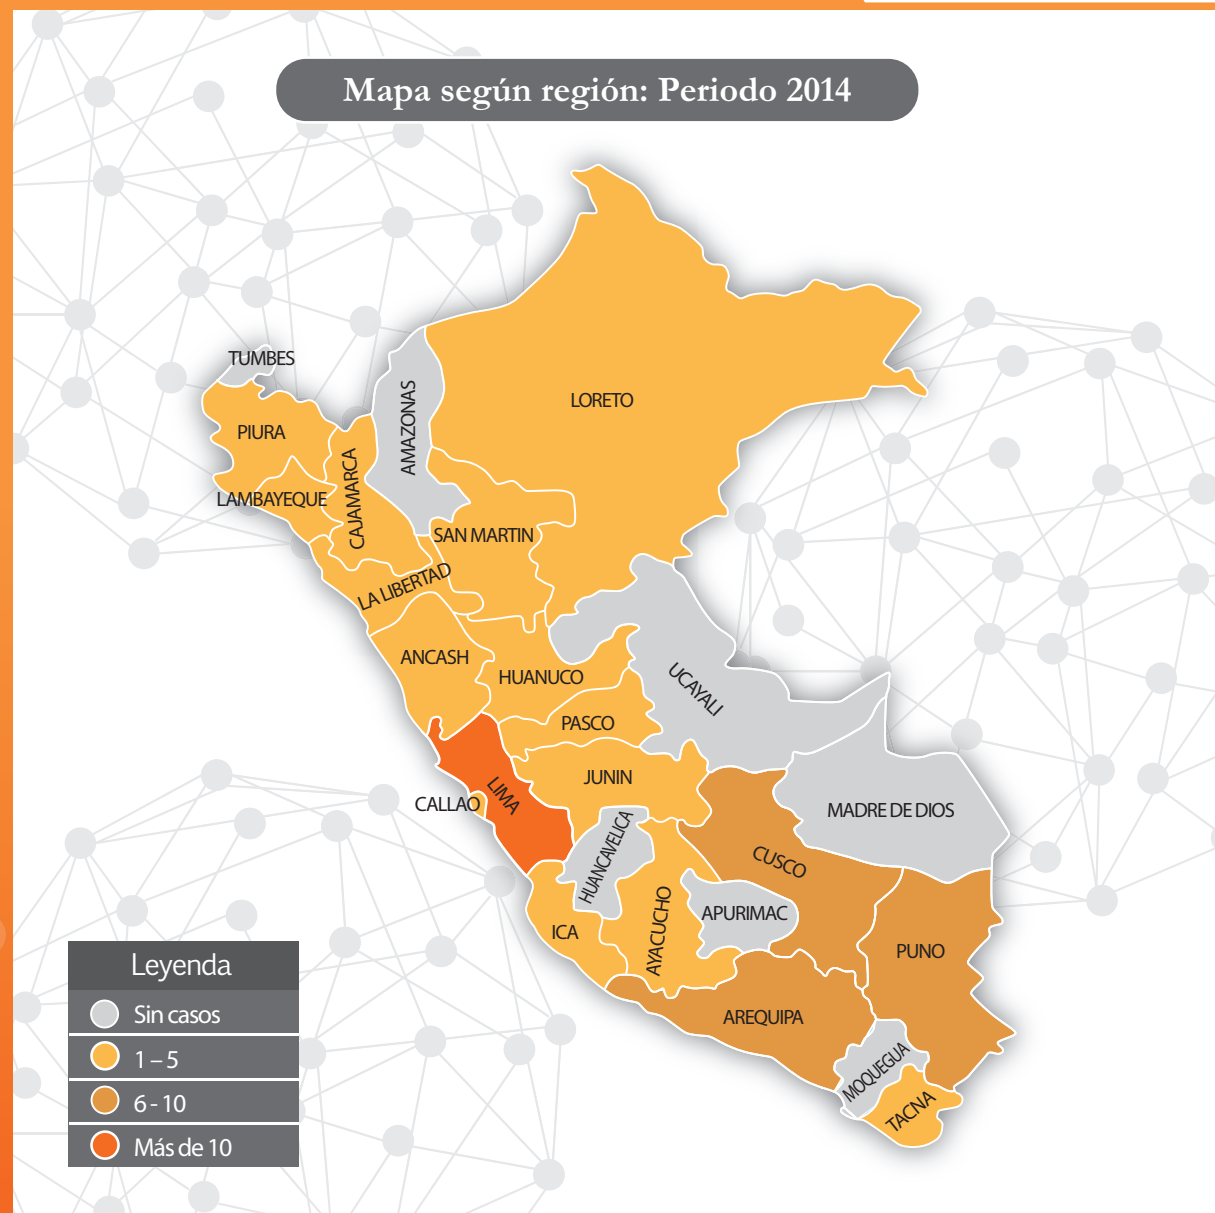 Mapa según región: Periodo 2014
TUMBES
LORETO
AMAZONAS
PIURA
CAJAMARCA
LAMBAYEQUE
SAN MARTIN
LA LIBERTAD
ANCASH
HUANUCO
UCAYALI
PASCO
JUNIN
LIMA
CALLAO
MADRE DE DIOS
HUANCAVELICA
CUSCO
AYACUCHO
APURIMAC
ICA
PUNO
AREQUIPA
MOQUEGUA
TACNA
Leyenda
Sin casos
1 – 5
6 - 10
Más de 10